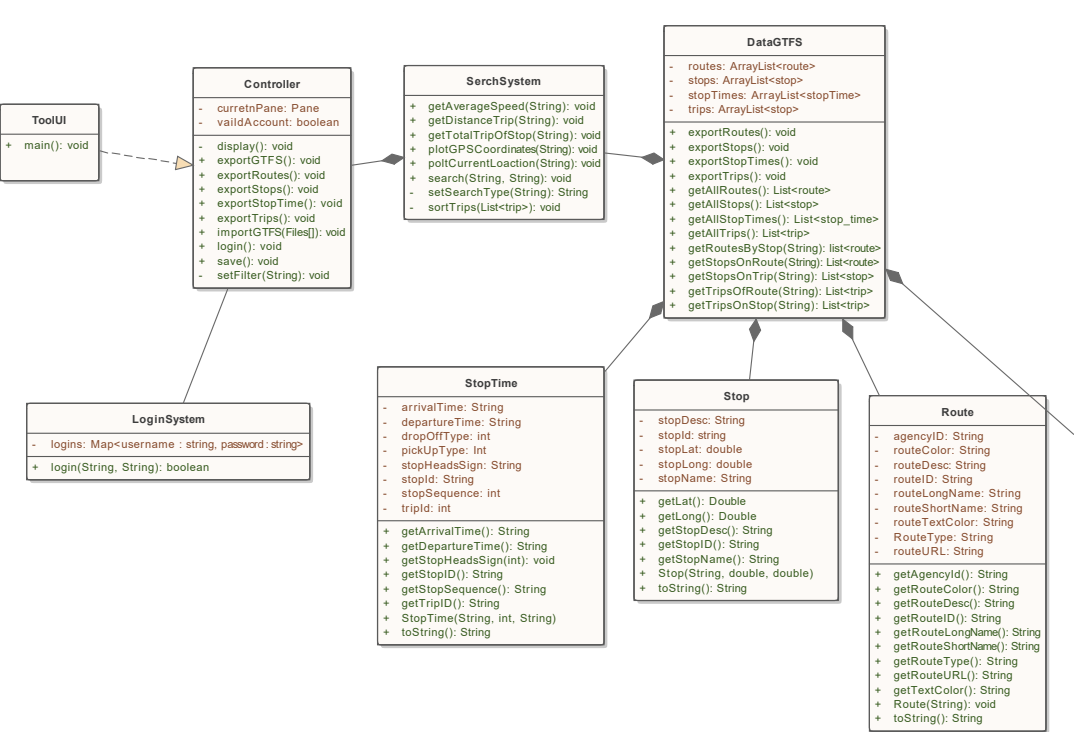 ToolUI
+ main(): void
Controller
- curretnPane: Pane
- vaildAccount: boolean
- display(): void
+ exportGTFS(): void
+ exportRoutes(): void
+ exportStops(): void
+ exportStopTime(): void
+ exportTrips(): void
+ importGTFS(Files[]): void
+ login(): void
+ save(): void
- setFilter(String): void
SerchSystem
+ getAverageSpeed(String): void
+ getDistanceTrip(String): void
+ getTotalTripOfStop(String): void
+ plotGPSCoordinates(String): void
+ poltCurrentLoaction(String): void
+ search(String, String): void
- setSearchType(String): String
- sortTrips(List<trip>): void
DataGTFS
- routes: ArrayList<route>
- stops: ArrayList<stop>
- stopTimes: ArrayList<stopTime>
- trips: ArrayList<stop>
+ exportRoutes(): void
+ exportStops(): void
+ exportStopTimes(): void
+ exportTrips(): void
+ getAllRoutes(): List<route>
+ getAllStops(): List<stop>
+ getAllStopTimes(): List<stop_time>
+ getAllTrips(): List<trip>
+ getRoutesByStop(String): list<route>
+ getStopsOnRoute(String): List<route>
+ getStopsOnTrip(String): List<stop>
+ getTripsOfRoute(String): List<trip>
+ getTripsOnStop(String): List<trip>
LoginSystem
- logins: Map<username : string, password : string>
+ login(String, String): boolean
StopTime
- arrivalTime: String
- departureTime: String
- dropOffType: int
- pickUpType: Int
- stopHeadsSign: String
- stopId: String
- stopSequence: int
- tripId: int
+ getArrivalTime(): String
+ getDepartureTime(): String
+ getStopHeadsSign(int): void
+ getStopID(): String
+ getStopSequence(): String
+ getTripID(): String
+ StopTime(String, int, String)
+ toString(): String
Stop
- stopDesc: String
- stopId: string
- stopLat: double
- stopLong: double
- stopName: String
+ getLat(): Double
+ getLong(): Double
+ getStopDesc(): String
+ getStopID(): String
+ getStopName(): String
+ Stop(String, double, double)
+ toString(): String
Route
- agencyID: String
- routeColor: String
- routeDesc: String
- routeID: String
- routeLongName: String
- routeShortName: String
- routeTextColor: String
- RouteType: String
- routeURL: String
+ getAgencyId(): String
+ getRouteColor(): String
+ getRouteDesc(): String
+ getRouteID(): String
+ getRouteLongName(): String
+ getRouteShortName(): String
+ getRouteType(): String
+ getRouteURL(): String
+ getTextColor(): String
+ Route(String): void
+ toString(): String